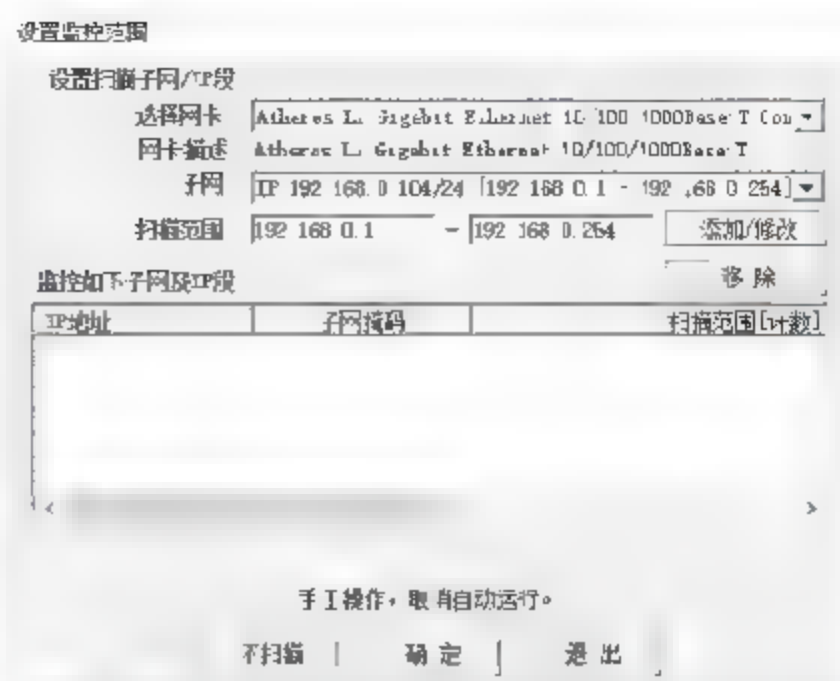 设置监控范围
设置扫描子网/IP段
选择网卡 Atheros L1 Gigabit Ethernet 10/100/1000Base-T Con
网卡描述 Atheros L1 Gigabit Ethernet 10/100/1000Base-T
子网 IP 192.168.0.104/24 [192.168.0.1 - 192.168.0.254]
扫描范围 192.168.0.1 - 192.168.0.254 添加/修改
移除
监控如下子网及IP段
IP地址 子网掩码 扫描范围[计数]
手工操作,取消自动运行。
不扫描 确定 退出